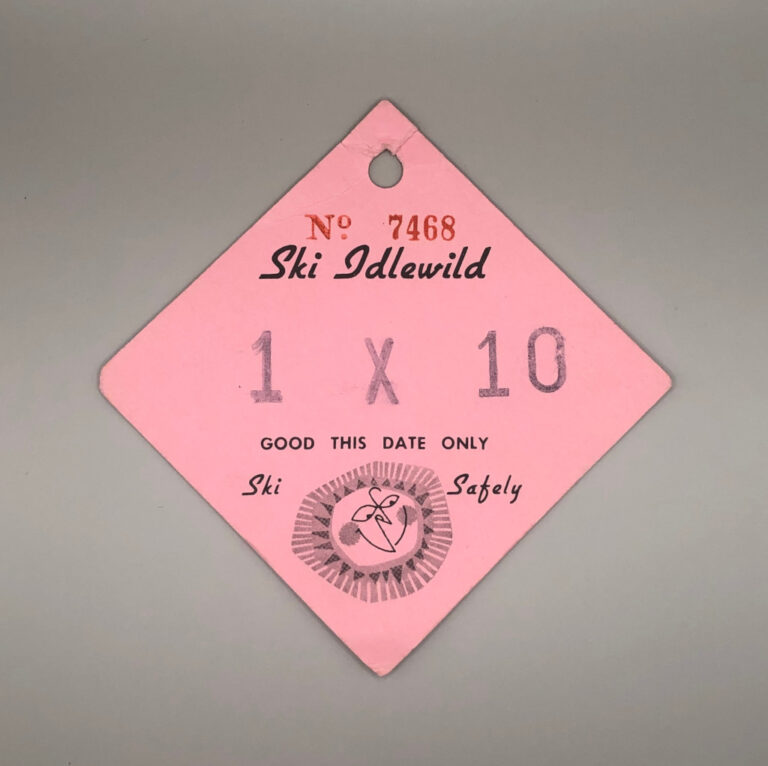 Nº 7468
Ski Idlewild
1 X 10
GOOD THIS DATE ONLY
Ski Safely